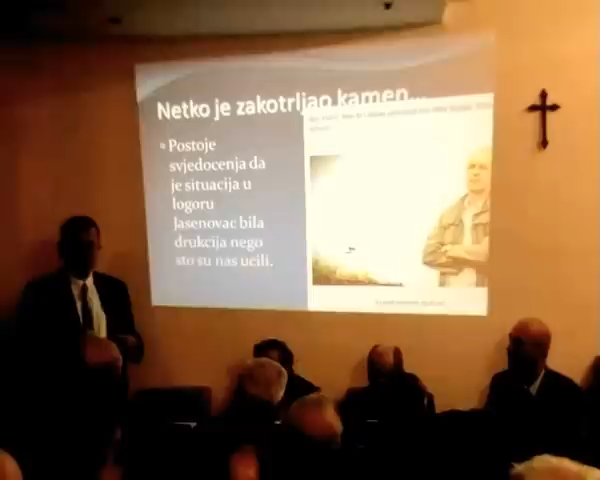 Netko je zakotrljao kamen...
Postoje
svjedocenja da
je situacija u
logoru
Jasenovac bila
drukcija nego
sto su nas ucili.